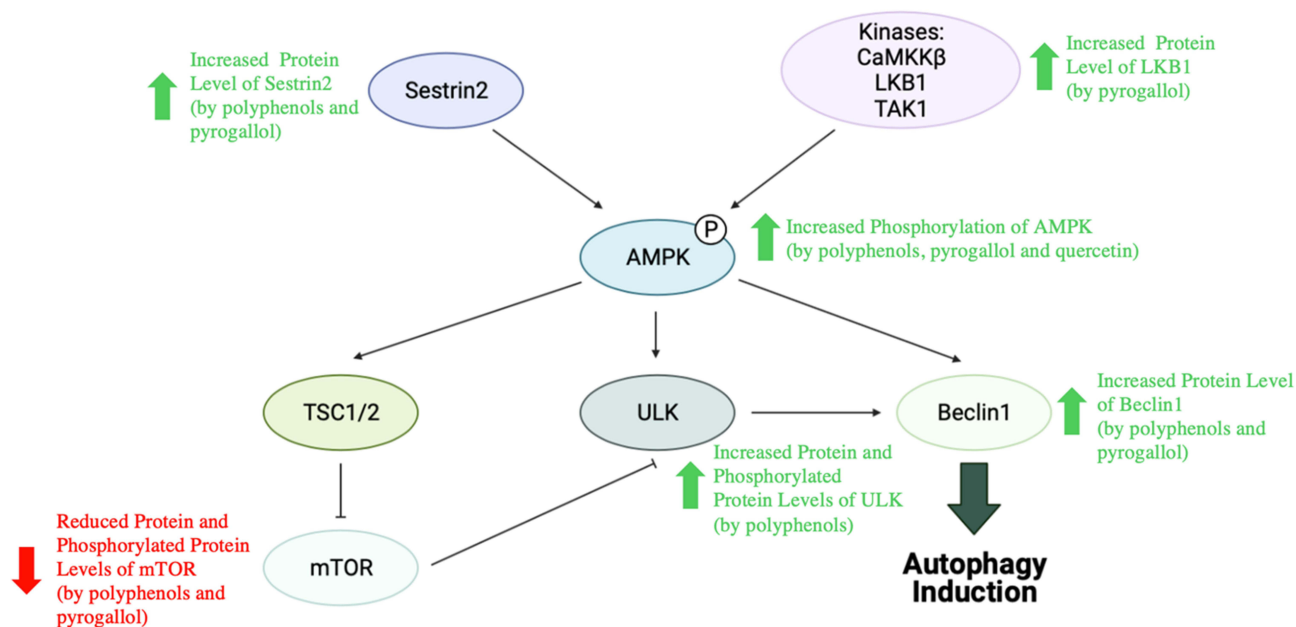 Increased Protein
Level of Sestrin2
(by polyphenols and
pyrogallol)
Sestrin2
Kinases:
CaMKKβ
LKB1
TAK1
Increased Protein
Level of LKB1
(by pyrogallol)
P
AMPK
Increased Phosphorylation of AMPK
(by polyphenols, pyrogallol and quercetin)
TSC1/2
ULK
Beclin1
Increased Protein Level
of Beclin1
(by polyphenols and
pyrogallol)
Increased Protein and
Phosphorylated
Protein Levels of ULK
(by polyphenols)
Reduced Protein and
Phosphorylated Protein
Levels of mTOR
(by polyphenols and
pyrogallol)
mTOR
Autophagy
Induction